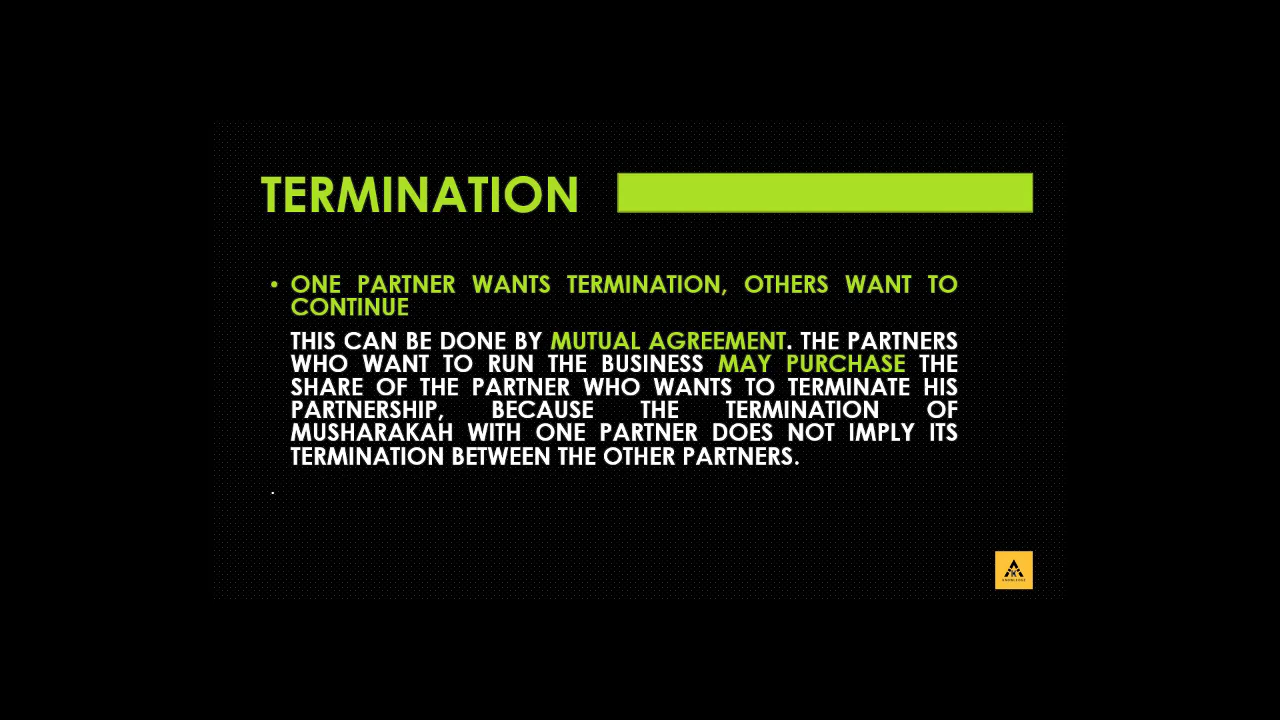 TERMINATION
• ONE PARTNER WANTS TERMINATION, OTHERS WANT TO
CONTINUE
THIS CAN BE DONE BY MUTUAL AGREEMENT. THE PARTNERS
WHO WANT TO RUN THE BUSINESS MAY PURCHASE THE
SHARE OF THE PARTNER WHO WANTS TO TERMINATE HIS
PARTNERSHIP, BECAUSE THE TERMINATION OF
MUSHARAKAH WITH ONE PARTNER DOES NOT IMPLY ITS
TERMINATION BETWEEN THE OTHER PARTNERS.
.